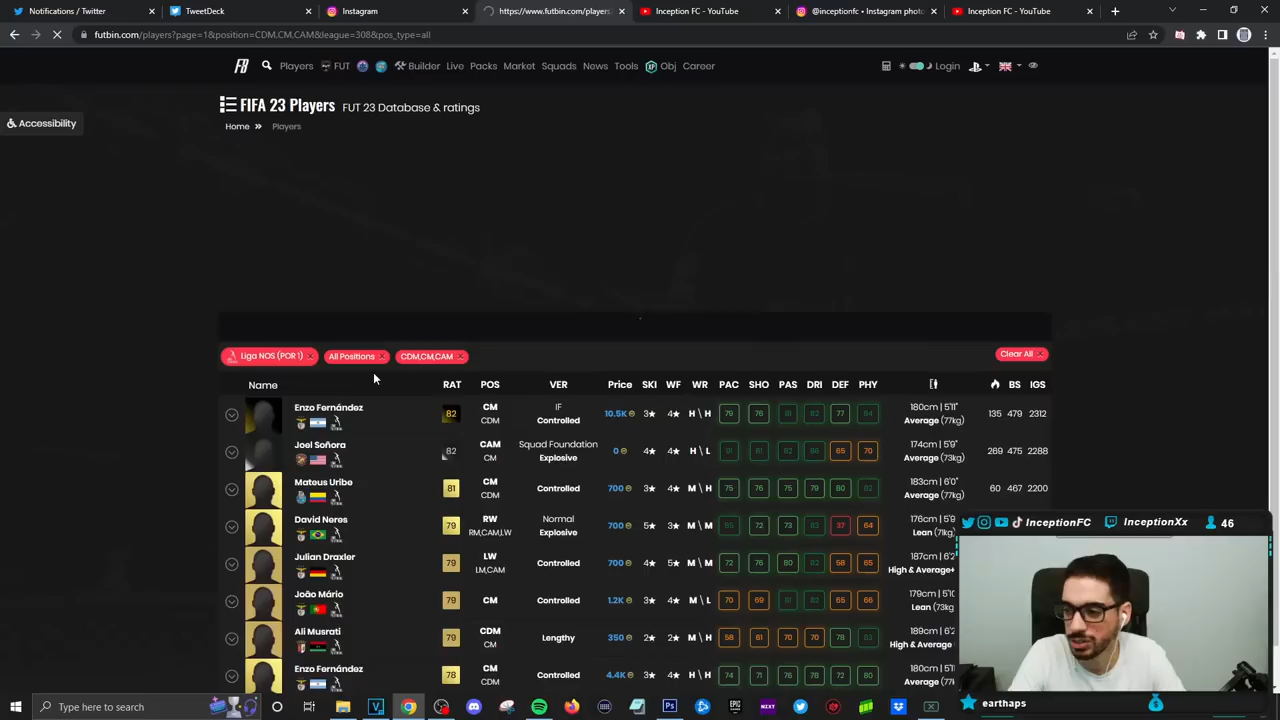 Notifications / Twitter
TweetDeck
Instagram
https://www.futbin.com/players
Inception FC - YouTube
@inceptionfc • Instagram phot
Inception FC - YouTube
futbin.com/players?page=1&position=CDM,CM,CAM&league=308&pos_type=all
Players FUT Builder Live Packs Market Squads News Tools Obj Career Login
FIFA 23 Players FUT 23 Database & ratings
Accessibility
Home » Players
Liga NOS (POR 1) All Positions CDM,CM,CAM Clear All
Name RAT POS VER Price SKI WF WR PAC SHO PAS DRI DEF PHY BS IGS
Enzo Fernández 82 CM CDM IF Controlled 10.5K 3★ 4★ H \ H 79 76 81 82 77 84 180cm | 5'11" Average (77kg) 135 479 2312
Joel Soñora 82 CAM CM Squad Foundation Explosive 0 4★ 4★ H \ L 65 70 174cm | 5'9" Average (73kg) 269 475 2288
Mateus Uribe 81 CM CDM Controlled 700 3★ 4★ M \ H 75 76 75 79 80 82 183cm | 6'0" Average (77kg) 60 467 2200
David Neres 79 RW RM,CAM,LW Normal Explosive 700 5★ 3★ M \ M 72 73 83 37 64 176cm | 5'9 Lean (71kg
Julian Draxler 79 LW LM,CAM Controlled 700 4★ 5★ M \ M 72 76 80 82 58 65 187cm | 6'2 High & Average+
João Mário 79 CM Controlled 1.2K 3★ 4★ M \ L 70 69 81 82 65 66 179cm | 5'10 Lean (73kg
Ali Musrati 79 CDM Lengthy 350 2★ 2★ M \ H 58 61 70 70 78 83 189cm | 6'2 High & Average
Enzo Fernández 78 CM CDM Controlled 4.4K 3★ 4★ H \ H 74 71 76 78 72 80 180cm | 5'11 Average (77k
InceptionFC InceptionXx 46
earthaps
Type here to search